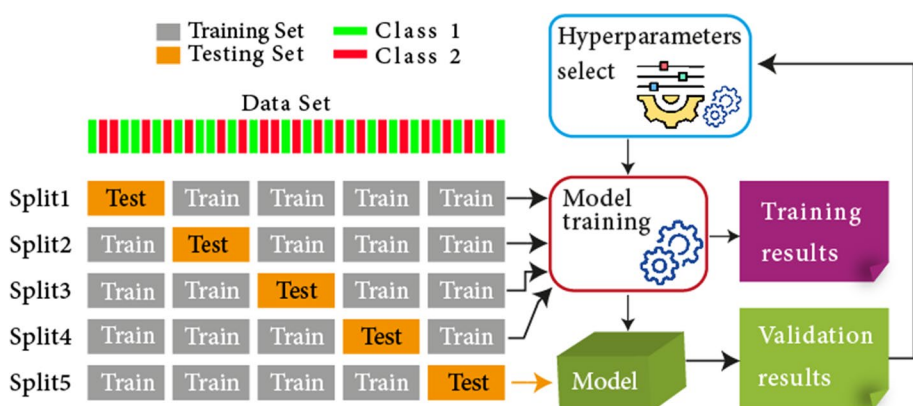 Training Set
Class 1
Testing Set
Class 2
Data Set
Hyperparameters
select
Split1 Test Train Train Train Train
Split2 Train Test Train Train Train
Split3 Train Train Test Train Train
Split4 Train Train Train Test Train
Split5 Train Train Train Train Test
Model
training
Training
results
Model
Validation
results